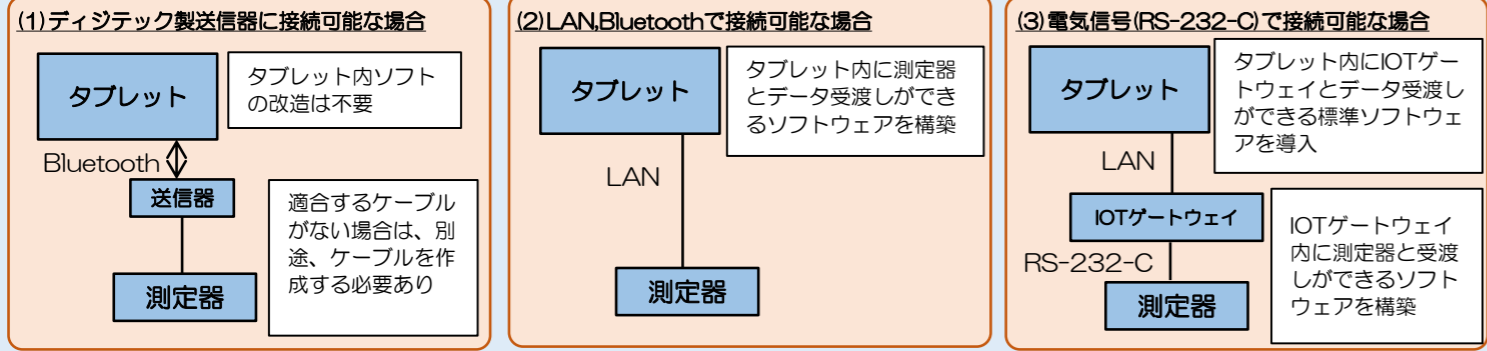 (1)ディジテック製送信器に接続可能な場合
タブレット
タブレット内ソフト
の改造は不要
Bluetooth
送信器
適合するケーブル
がない場合は、別
途、ケーブルを作
成する必要あり
測定器
(2)LAN,Bluetoothで接続可能な場合
タブレット
タブレット内に測定器
とデータ受渡しができ
るソフトウェアを構築
LAN
測定器
(3)電気信号(RS-232-C)で接続可能な場合
タブレット
タブレット内にIOTゲー
トウェイとデータ受渡し
ができる標準ソフトウェ
アを導入
LAN
IOTゲートウェイ
IOTゲートウェイ
内に測定器と受渡
しができるソフト
ウェアを構築
RS-232-C
測定器